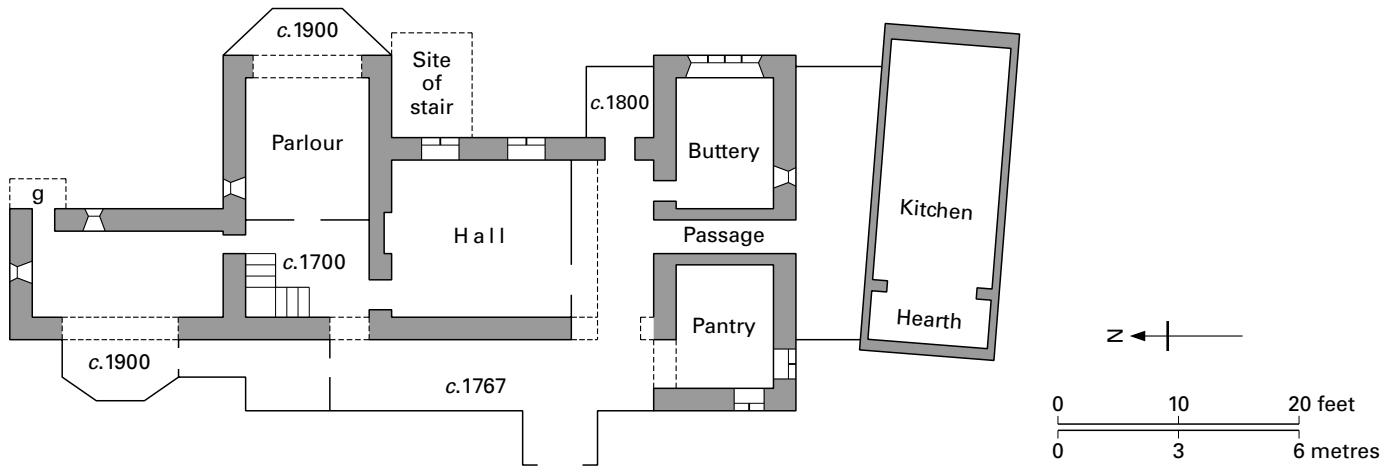 c.1900
Site
of
stair
c.1800
Parlour
Buttery
g
Kitchen
Hall
Passage
c.1700
Hearth
Pantry
N
c.1900
c.1767
0 10 20 feet
0 3 6 metres